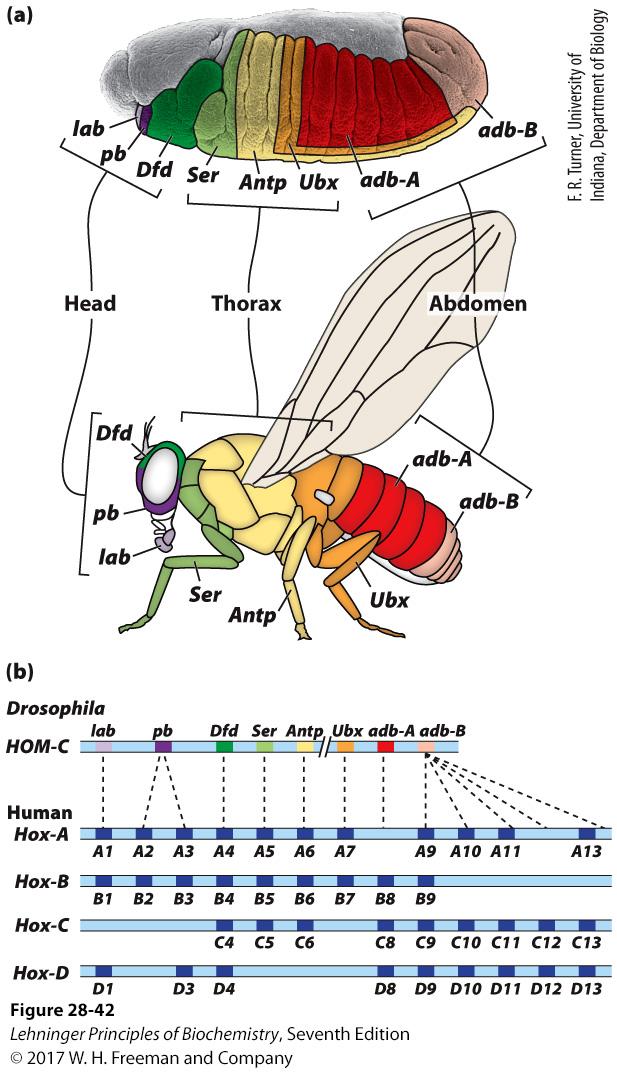 (a)
F. R. Turner, University of
Indiana, Department of Biology
lab
pb
Dfd
Ser
Antp
Ubx
adb-A
adb-B
Head
Thorax
Abdomen
Dfd
pb
lab
Ser
Antp
Ubx
adb-A
adb-B
(b)
Drosophila
lab pb Dfd Ser Antp Ubx adb-A adb-B
HOM-C
Human
Hox-A
A1 A2 A3 A4 A5 A6 A7 A9 A10 A11 A13
Hox-B
B1 B2 B3 B4 B5 B6 B7 B8 B9
Hox-C
C4 C5 C6 C8 C9 C10 C11 C12 C13
Hox-D
D1 D3 D4 D8 D9 D10 D11 D12 D13
Figure 28-42
Lehninger Principles of Biochemistry, Seventh Edition
© 2017 W. H. Freeman and Company